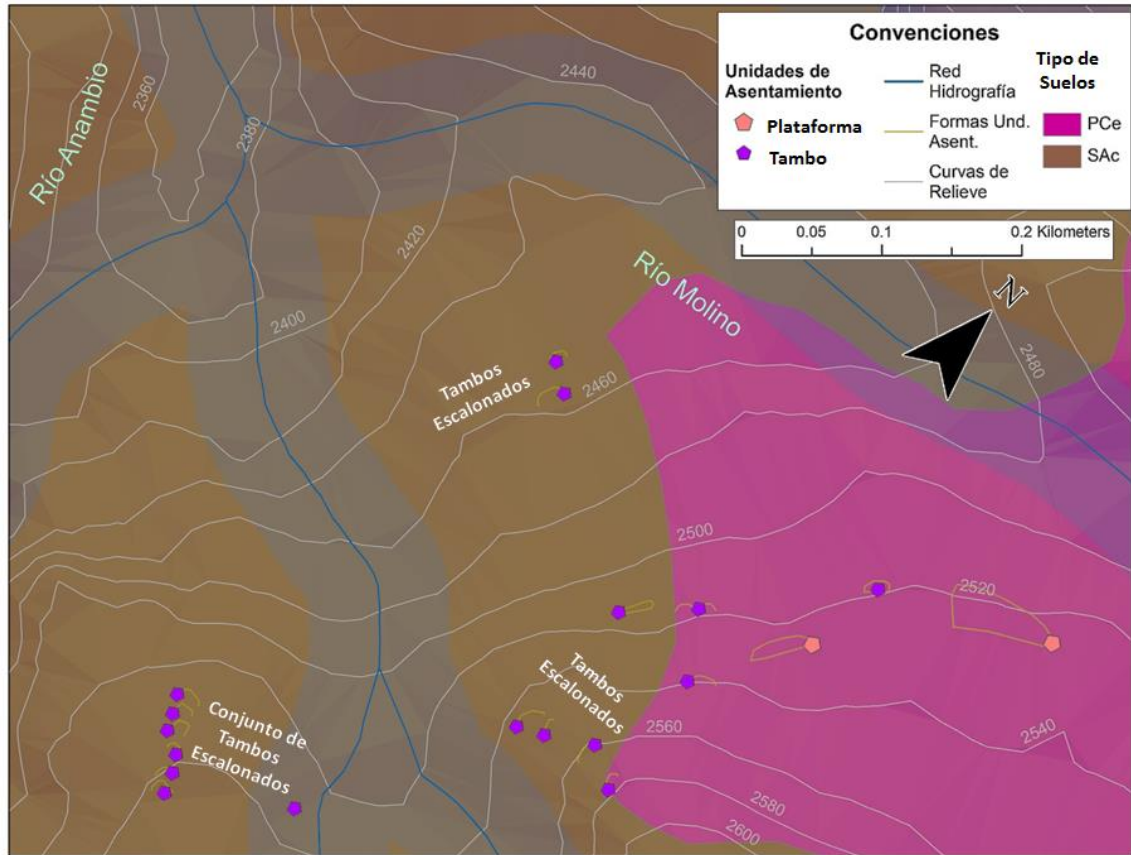 Convenciones
Unidades de
Asentamiento
Plataforma
Tambo
Red
Hidrografía
Formas Und.
Asent.
Curvas de
Relieve
Tipo de
Suelos
PCe
SAc
0 0.05 0.1 0.2 Kilometers
N
Río Anambio
2360
2380
2440
2420
2400
Río Molino
2480
Tambos
Escalonados
2460
2500
2520
Tambos
Escalonados
2560
2540
Conjunto de
Tambos
Escalonados
2580
2600